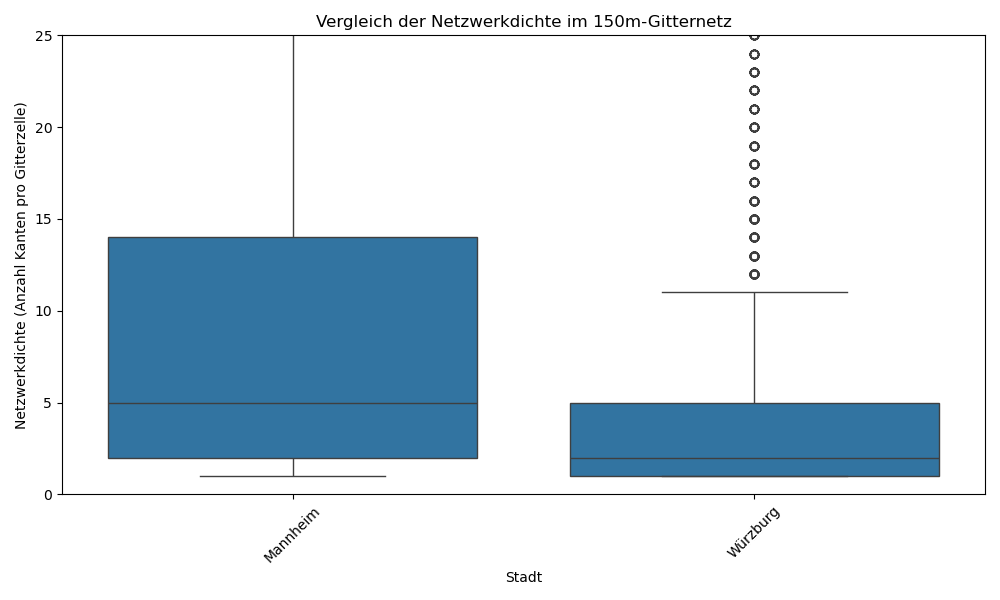 Vergleich der Netzwerkdichte im 150m-Gitternetz
Netzwerkdichte (Anzahl Kanten pro Gitterzelle)
25
20
15
10
5
0
Mannheim
Würzburg
Stadt